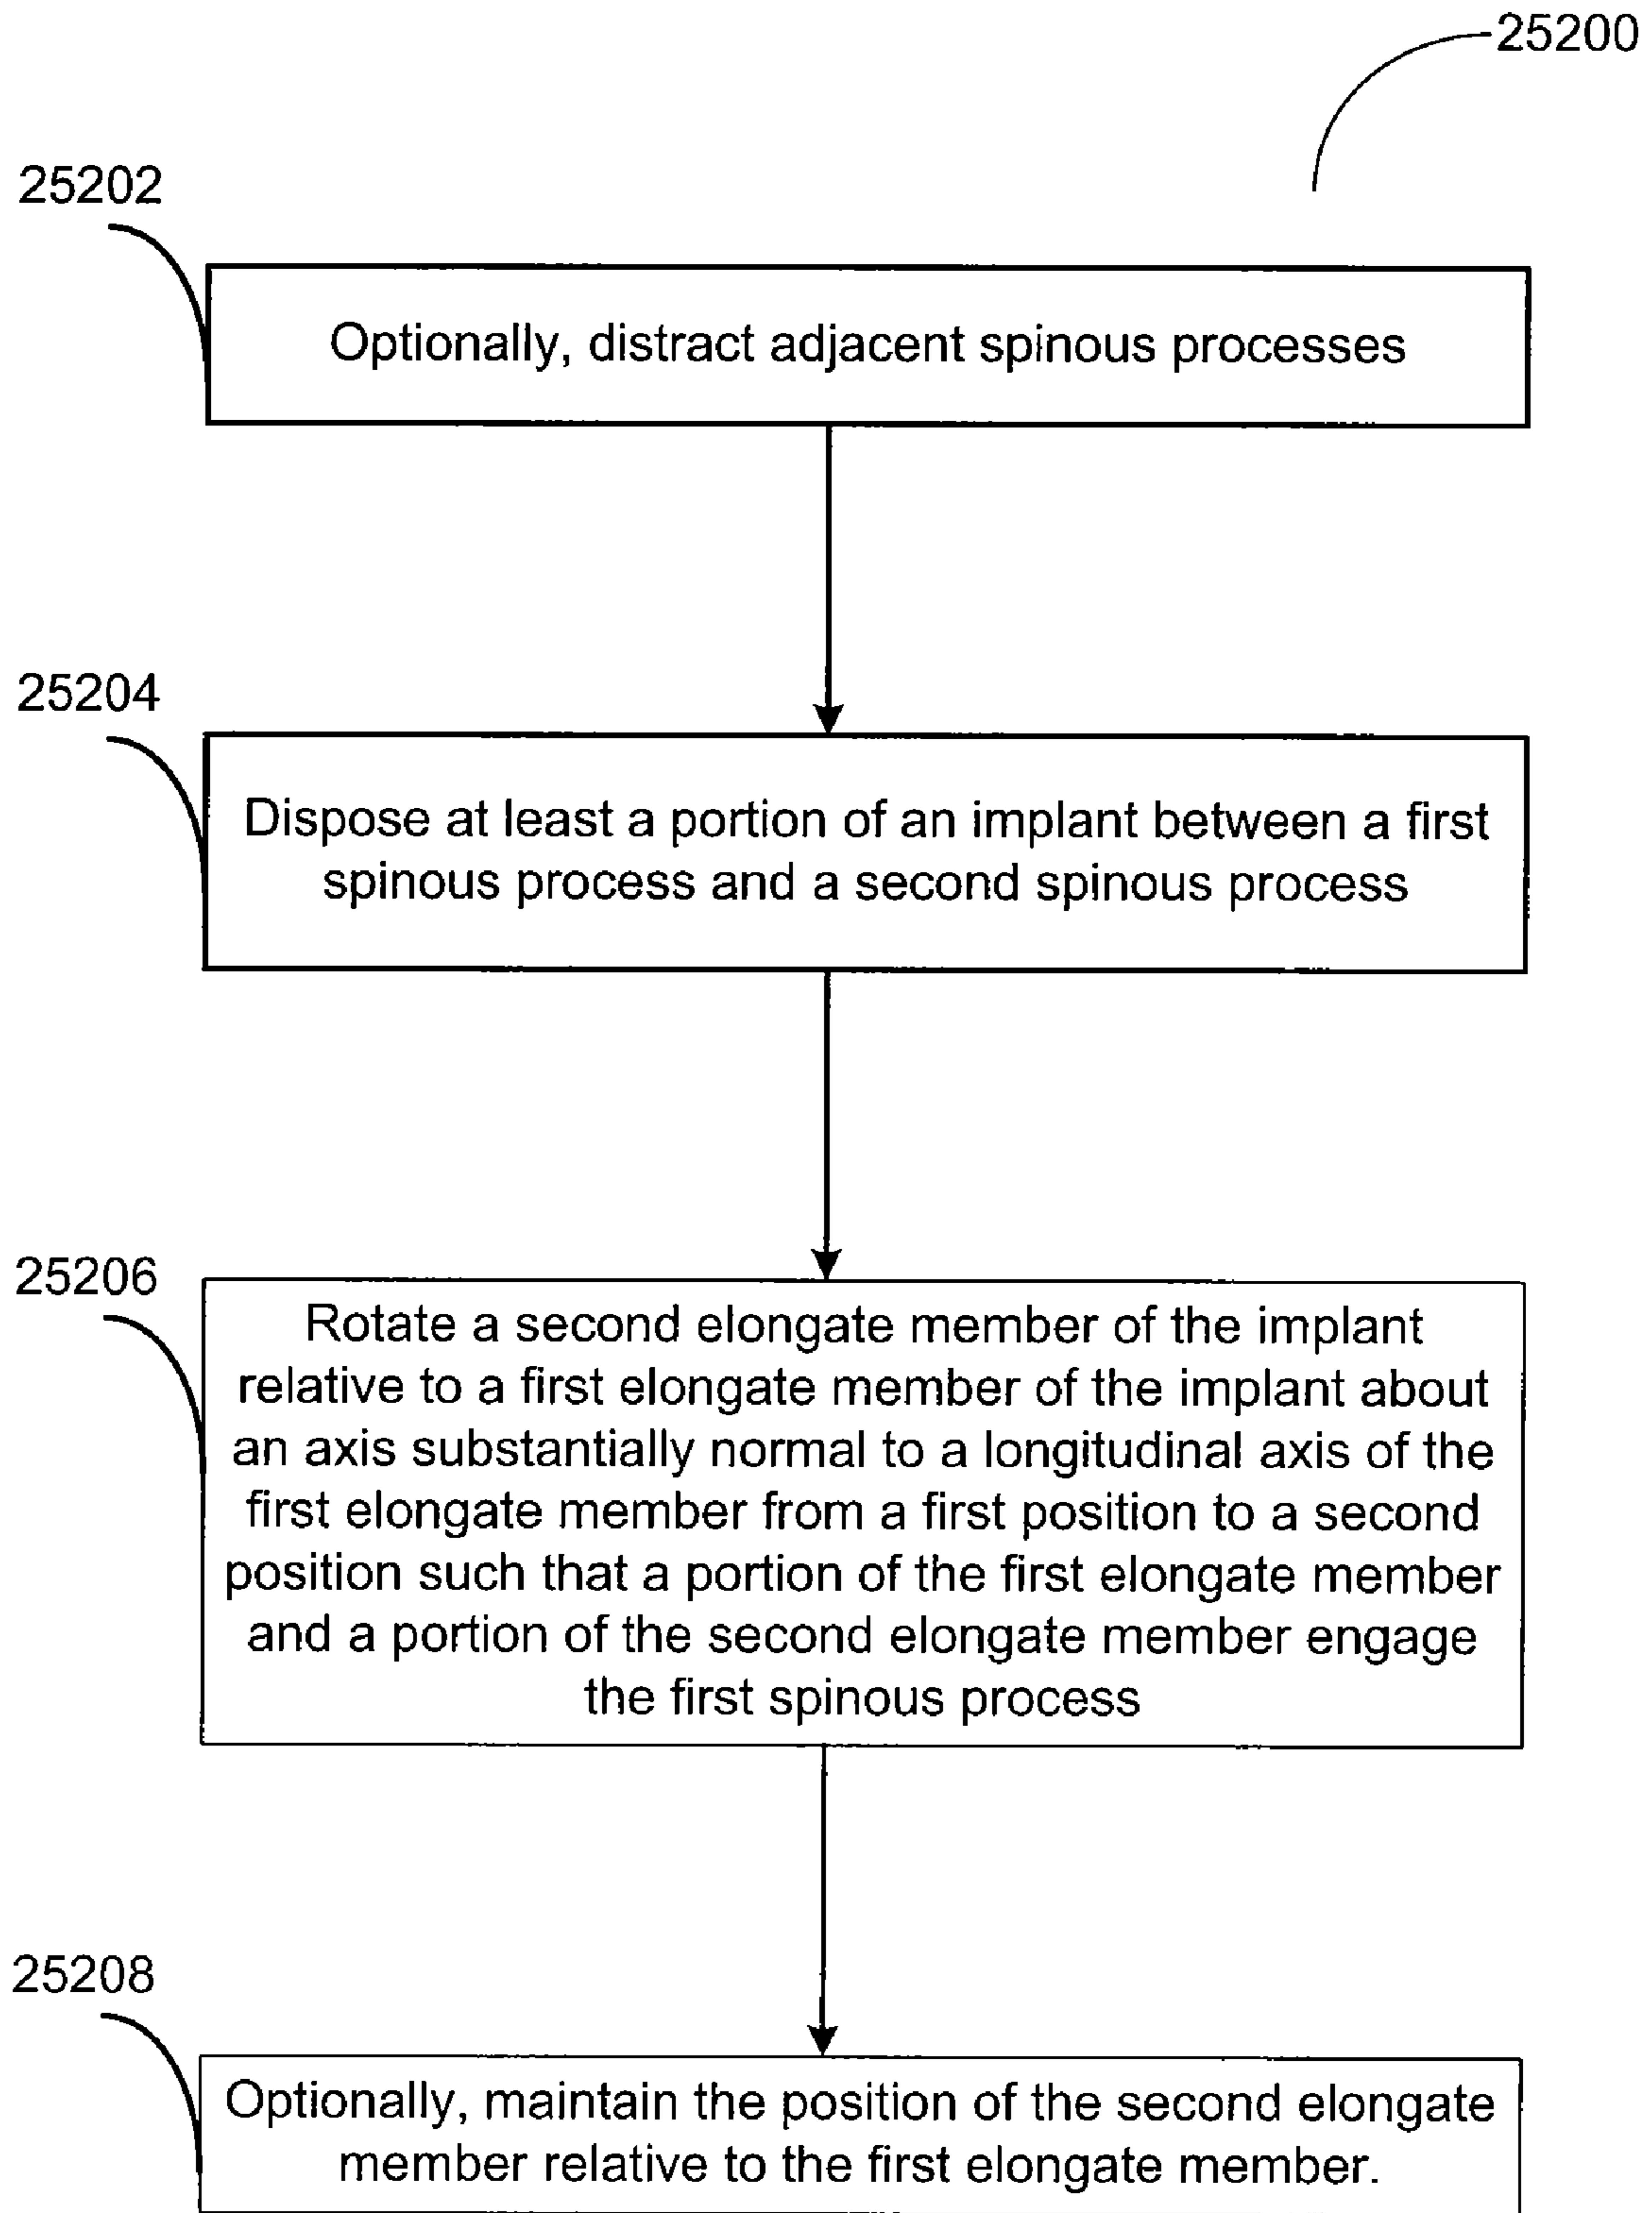 25200
25202
Optionally, distract adjacent spinous processes
25204
Dispose at least a portion of an implant between a first
spinous process and a second spinous process
25206
Rotate a second elongate member of the implant
relative to a first elongate member of the implant about
an axis substantially normal to a longitudinal axis of the
first elongate member from a first position to a second
position such that a portion of the first elongate member
and a portion of the second elongate member engage
the first spinous process
25208
Optionally, maintain the position of the second elongate
member relative to the first elongate member.